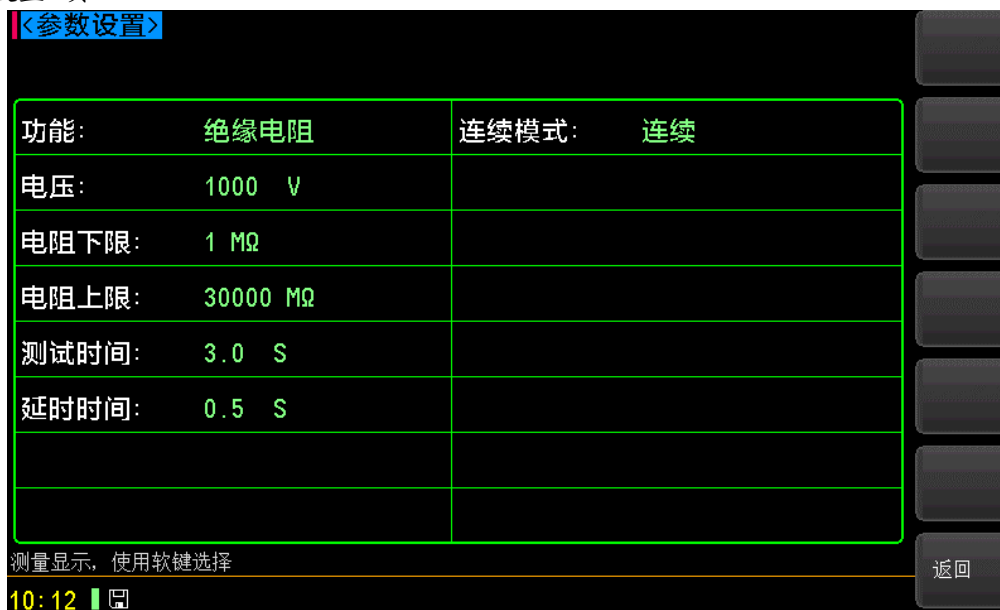 <参数设置>
功能: 绝缘电阻 连续模式: 连续
电压: 1000 V
电阻下限: 1 MΩ
电阻上限: 30000 MΩ
测试时间: 3.0 S
延时时间: 0.5 S
测量显示，使用软键选择
返回
10:12